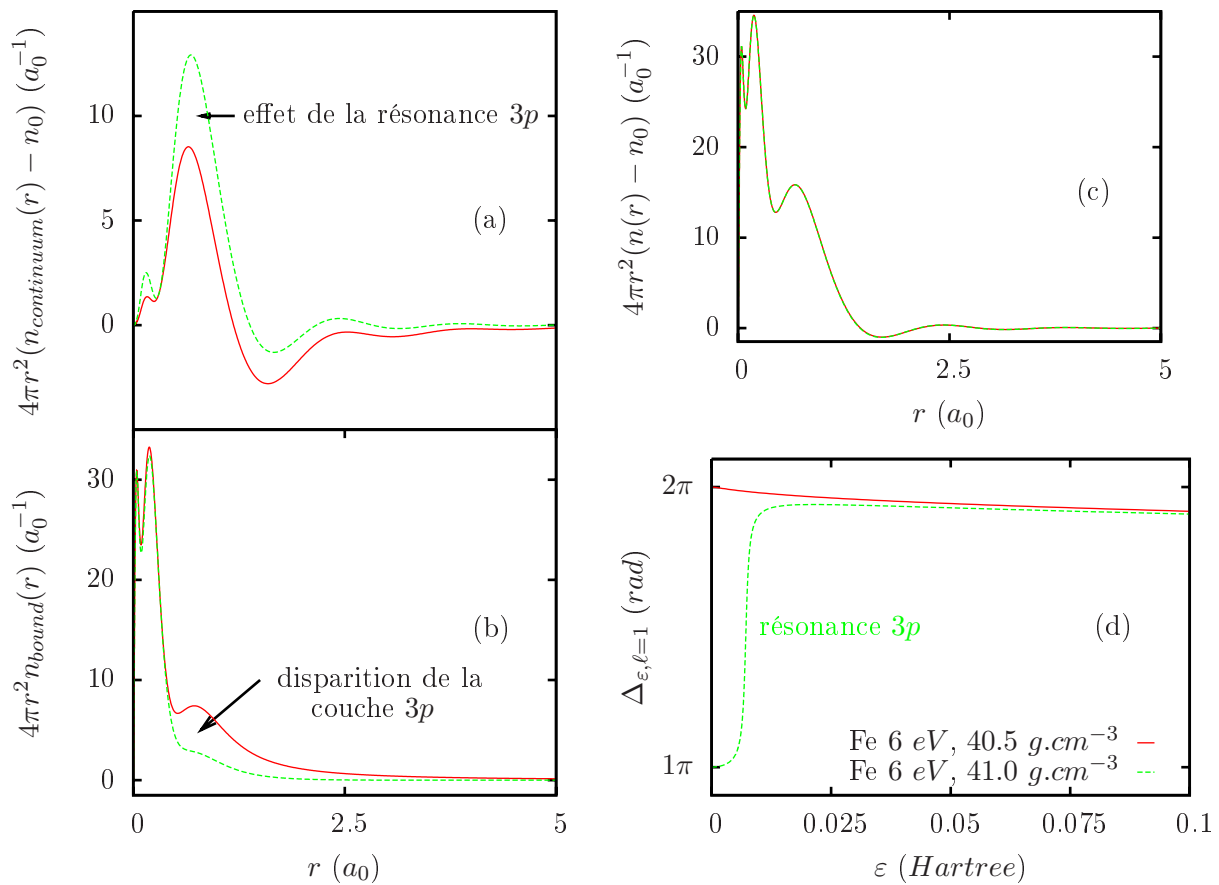 4πr²(n_continuum(r) − n₀) (a₀⁻¹)
10
5
0
effet de la résonance 3p
(a)
4πr²n_bound(r) (a₀⁻¹)
30
20
10
0
(b)
disparition de la
couche 3p
0
2.5
5
r (a₀)
4πr²(n(r) − n₀) (a₀⁻¹)
30
20
10
0
(c)
0
2.5
5
r (a₀)
Δ_ε,ℓ=1 (rad)
2π
1π
résonance 3p
(d)
Fe 6 eV, 40.5 g.cm⁻³
Fe 6 eV, 41.0 g.cm⁻³
0
0.025
0.05
0.075
0.1
ε (Hartree)